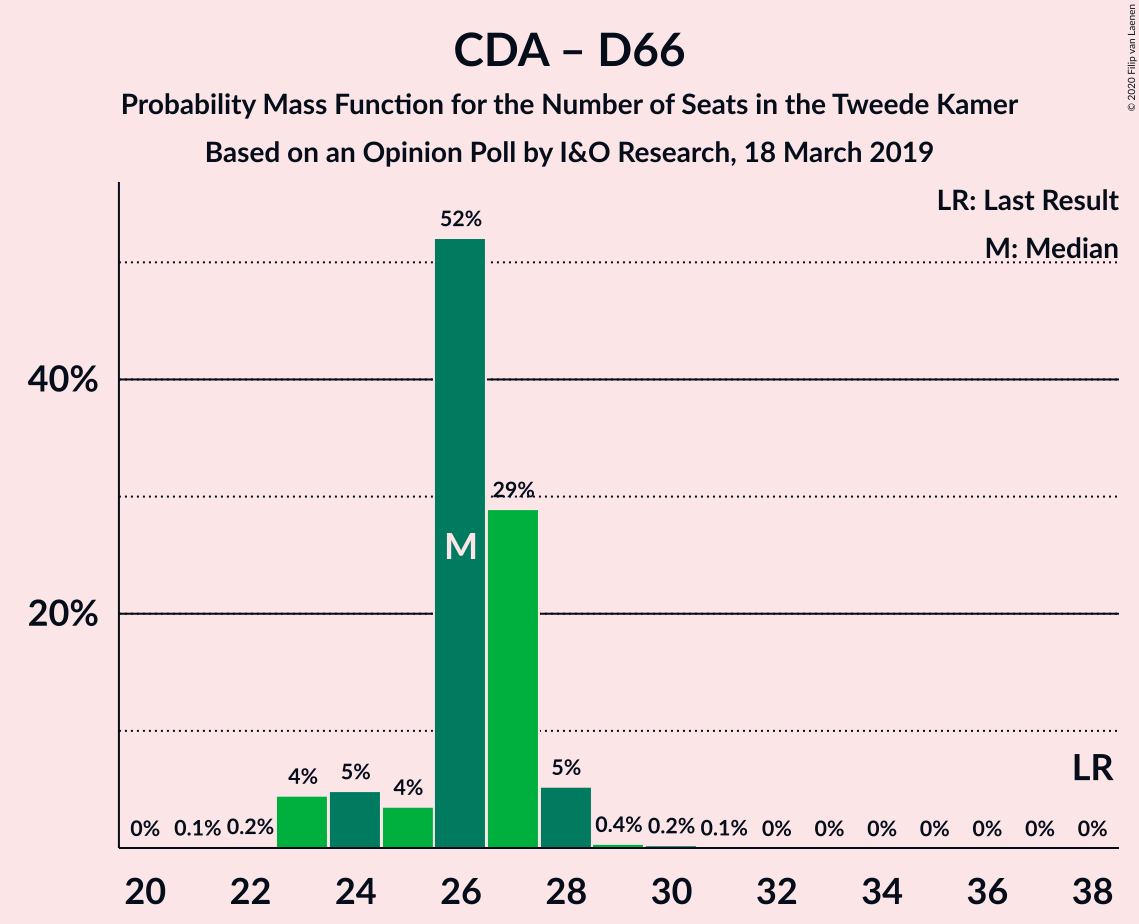 CDA – D66
Probability Mass Function for the Number of Seats in the Tweede Kamer
Based on an Opinion Poll by I&O Research, 18 March 2019
© 2020 Filip van Laenen
LR: Last Result
M: Median
52%
40%
29%
M
20%
LR
0% 0.1% 0.2% 4% 5% 4% 5% 0.4% 0.2% 0.1% 0% 0% 0% 0% 0% 0% 0%
20 22 24 26 28 30 32 34 36 38